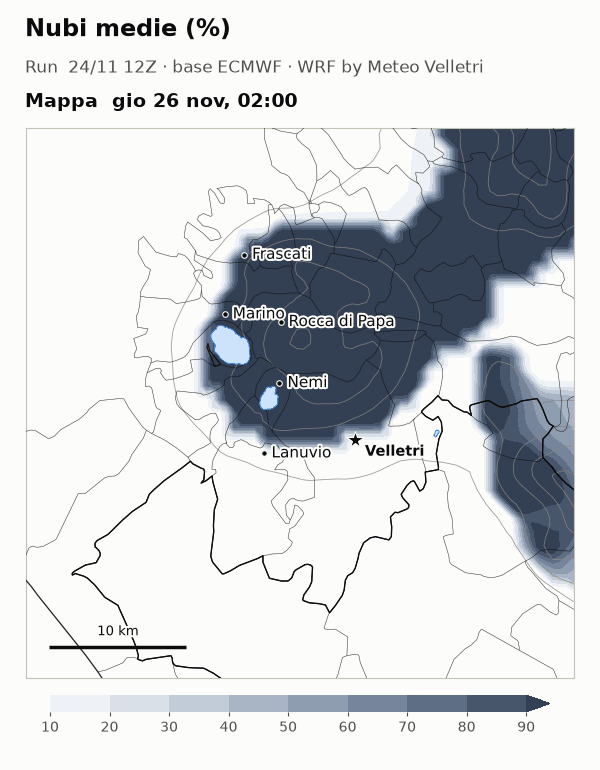 Nubi medie (%)
Run 24/11 12Z · base ECMWF · WRF by Meteo Velletri
Mappa gio 26 nov, 02:00
Frascati
Marino
Rocca di Papa
Nemi
Velletri
Lanuvio
10 km
10 20 30 40 50 60 70 80 90